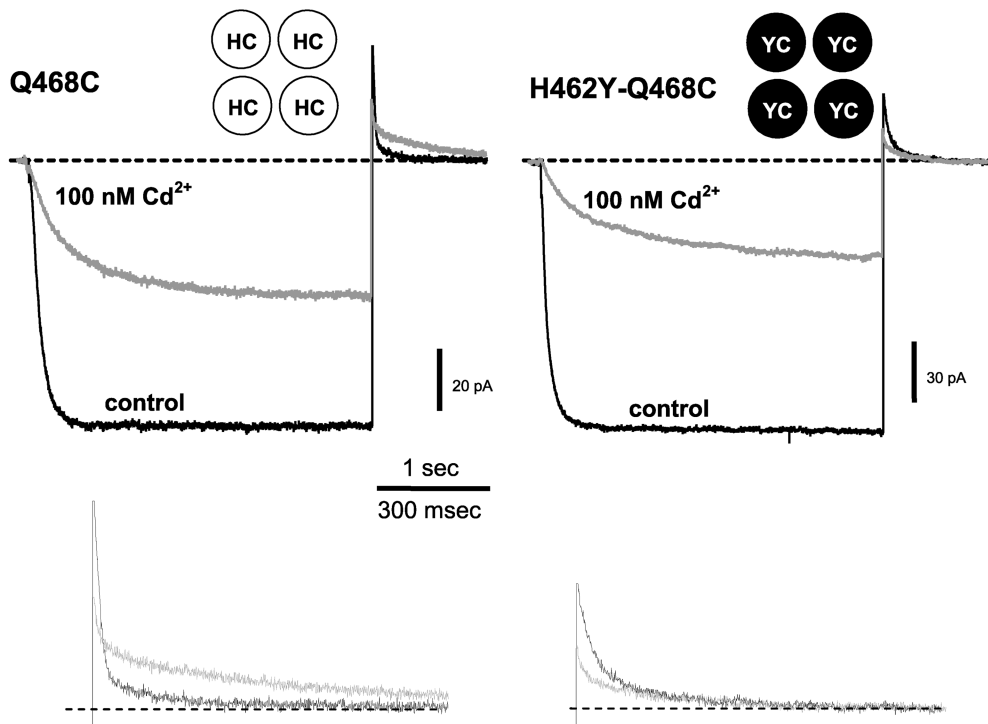 HC HC
YC YC
Q468C
H462Y-Q468C
HC HC
YC YC
100 nM Cd²⁺
100 nM Cd²⁺
20 pA
30 pA
control
control
1 sec
300 msec